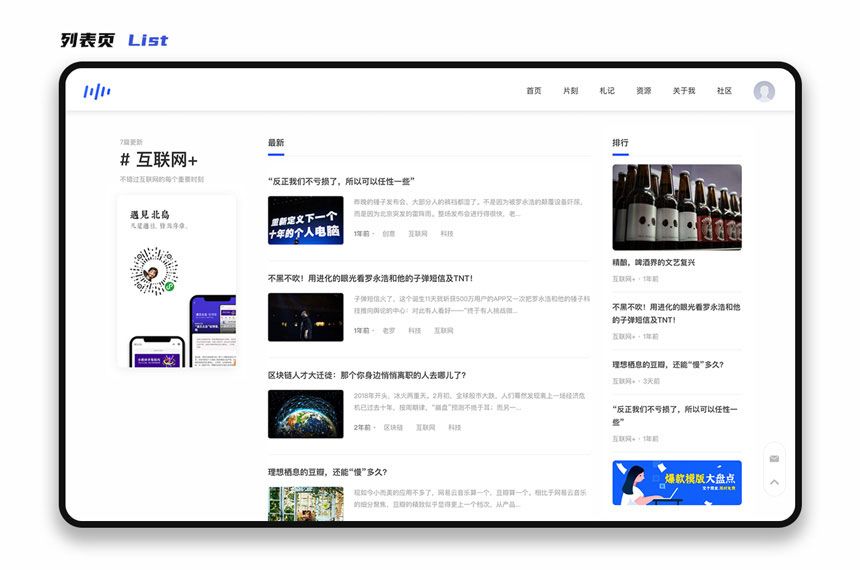 列表页 List
首页 片刻 札记 资源 关于我 社区
7篇更新
# 互联网+
不错过互联网的每个重要时刻
遇見北島
最新
“反正我们不亏损了，所以可以任性一些”
重新定义下一个
十年的个人电脑
昨晚的锤子发布会，大部分人的裤裆都湿了。不是因为被罗永浩的颠覆设备吓尿，
而是因为北京突发的雷阵雨。整场发布会进行得很快，老...
1年前 · 创意 互联网 科技
不黑不吹！用进化的眼光看罗永浩和他的子弹短信及TNT！
子弹短信火了，这个诞生11天就斩获500万用户的APP又一次把罗永浩和他的锤子科
技推向舆论的中心：对此有人看好——“终于有人挑战微...
1年前 · 老罗 科技 互联网
区块链人才大迁徙：那个你身边悄悄离职的人去哪儿了？
2018年开头，冰火两重天。2月初，全球股市大跌，人们蓦然发现离上一场经济危
机已过去十年，按周期律，“崩盘”预测不绝于耳；而另一...
2年前 · 区块链 互联网 科技
理想栖息的豆瓣，还能“慢”多久？
现如今小而美的应用不多了，网易云音乐算一个，豆瓣算一个。相比于网易云音乐
的细分聚焦，豆瓣的精致似乎显得更上一个档次，从产品...
排行
精酿，啤酒界的文艺复兴
互联网+ · 1年前
不黑不吹！用进化的眼光看罗永浩和他
的子弹短信及TNT！
互联网+ · 1年前
理想栖息的豆瓣，还能“慢”多久？
互联网+ · 3天前
“反正我们不亏损了，所以可以任性一
些”
互联网+ · 1年前
爆款模版大盘点